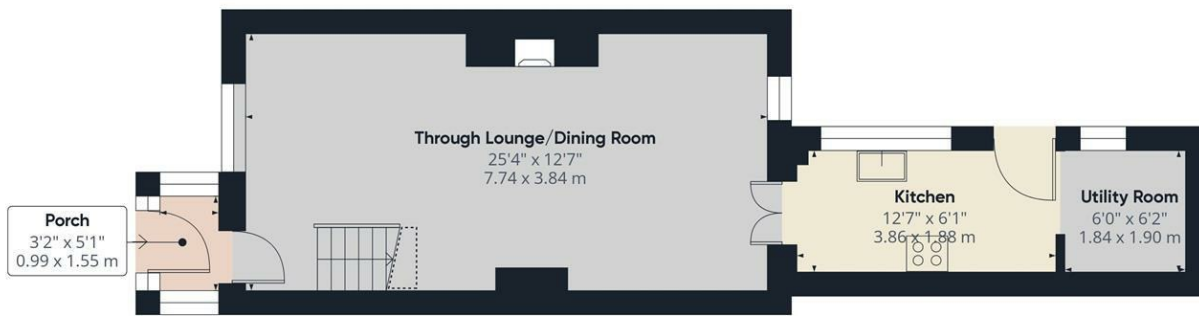 Through Lounge/Dining Room
25'4" x 12'7"
7.74 x 3.84 m
Porch
3'2" x 5'1"
0.99 x 1.55 m
Kitchen
12'7" x 6'1"
3.86 x 1.88 m
Utility Room
6'0" x 6'2"
1.84 x 1.90 m